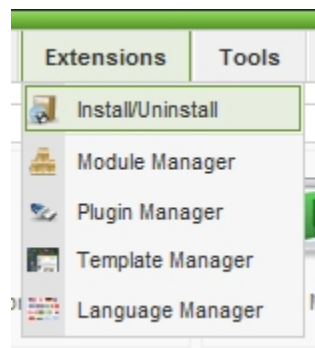 Extensions Tools
Install/Uninstall
Module Manager
Plugin Manager
Template Manager
Language Manager